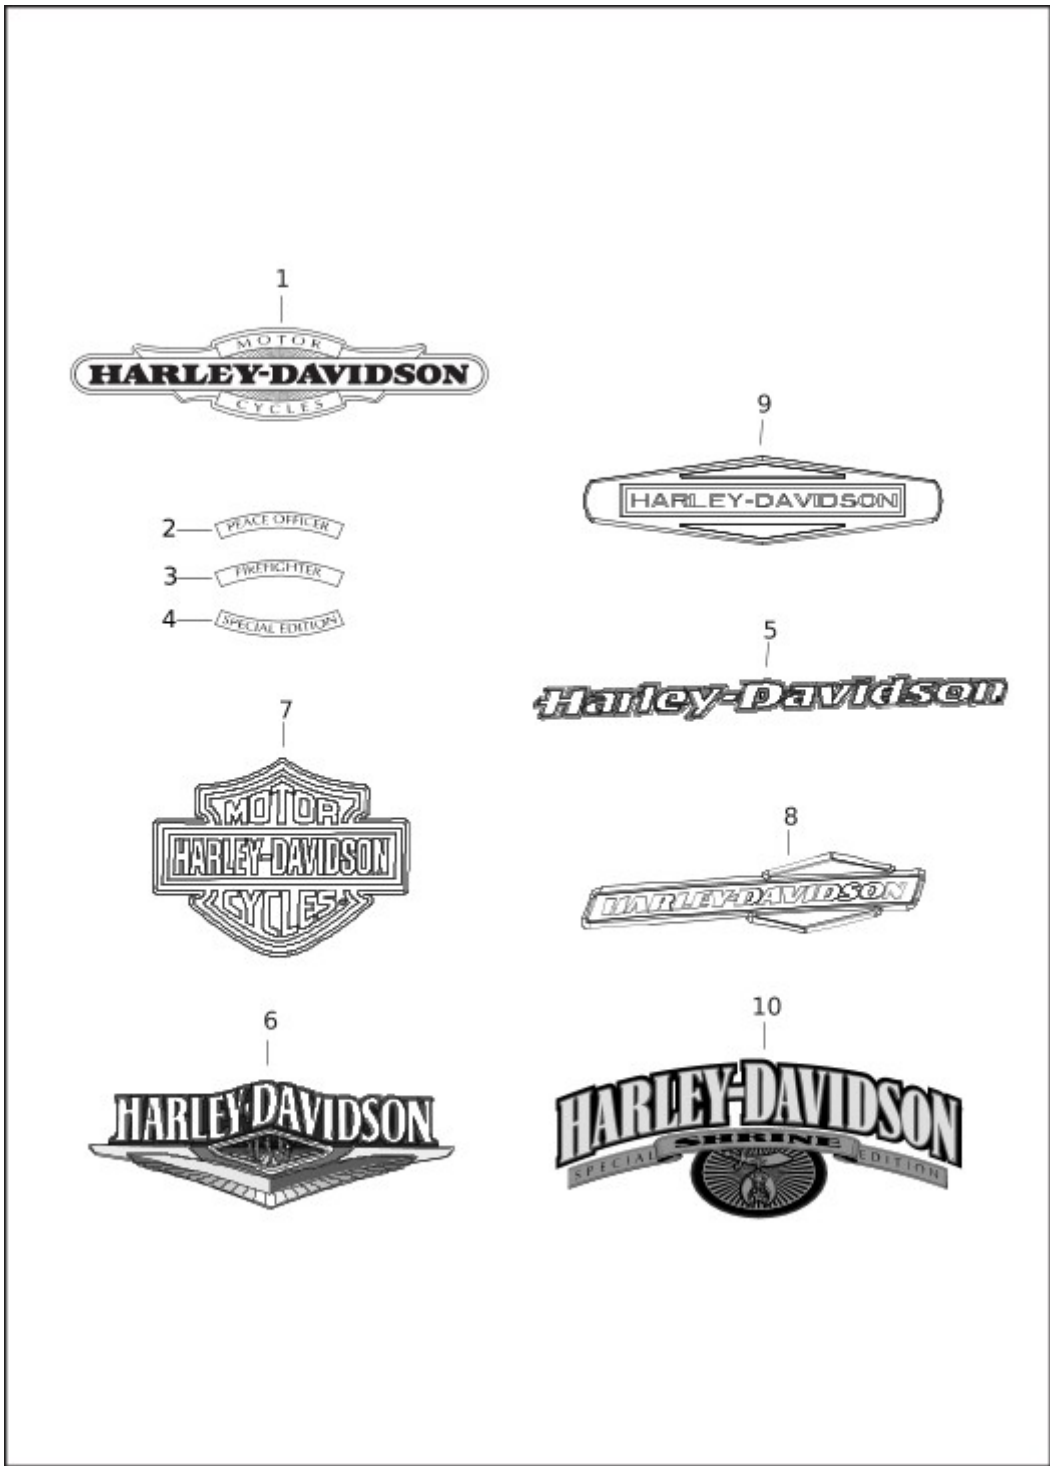 1
MOTOR
HARLEY-DAVIDSON
CYCLES
2
PEACE OFFICER
3
FIREFIGHTER
4
SPECIAL EDITION
7
MOTOR
HARLEY-DAVIDSON
CYCLES
6
HARLEY-DAVIDSON
9
HARLEY-DAVIDSON
5
Harley-Davidson
8
HARLEY-DAVIDSON
10
HARLEY-DAVIDSON
SHRINE
SPECIAL EDITION